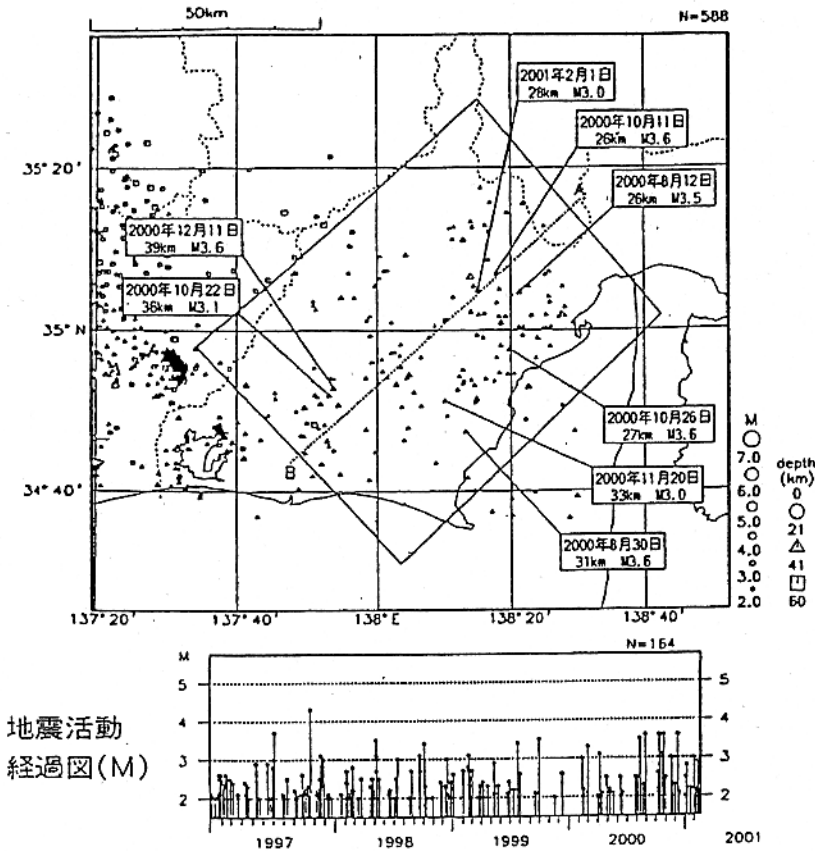 50km
N=588
2001年2月1日
28km M3.0
2000年10月11日
26km M3.6
2000年8月12日
26km M3.5
35°20'
A
2000年12月11日
39km M3.6
2000年10月22日
36km M3.1
35°N
2000年10月26日
27km M3.6
2000年11月20日
33km M3.0
2000年8月30日
31km M3.6
34°40'
B
137°20'
137°40'
138°E
138°20'
138°40'
M
7.0
6.0
5.0
4.0
3.0
2.0
depth
(km)
0
21
41
60
N=164
M
5
4
3
2
5
4
3
2
地震活動
経過図(M)
1997
1998
1999
2000
2001